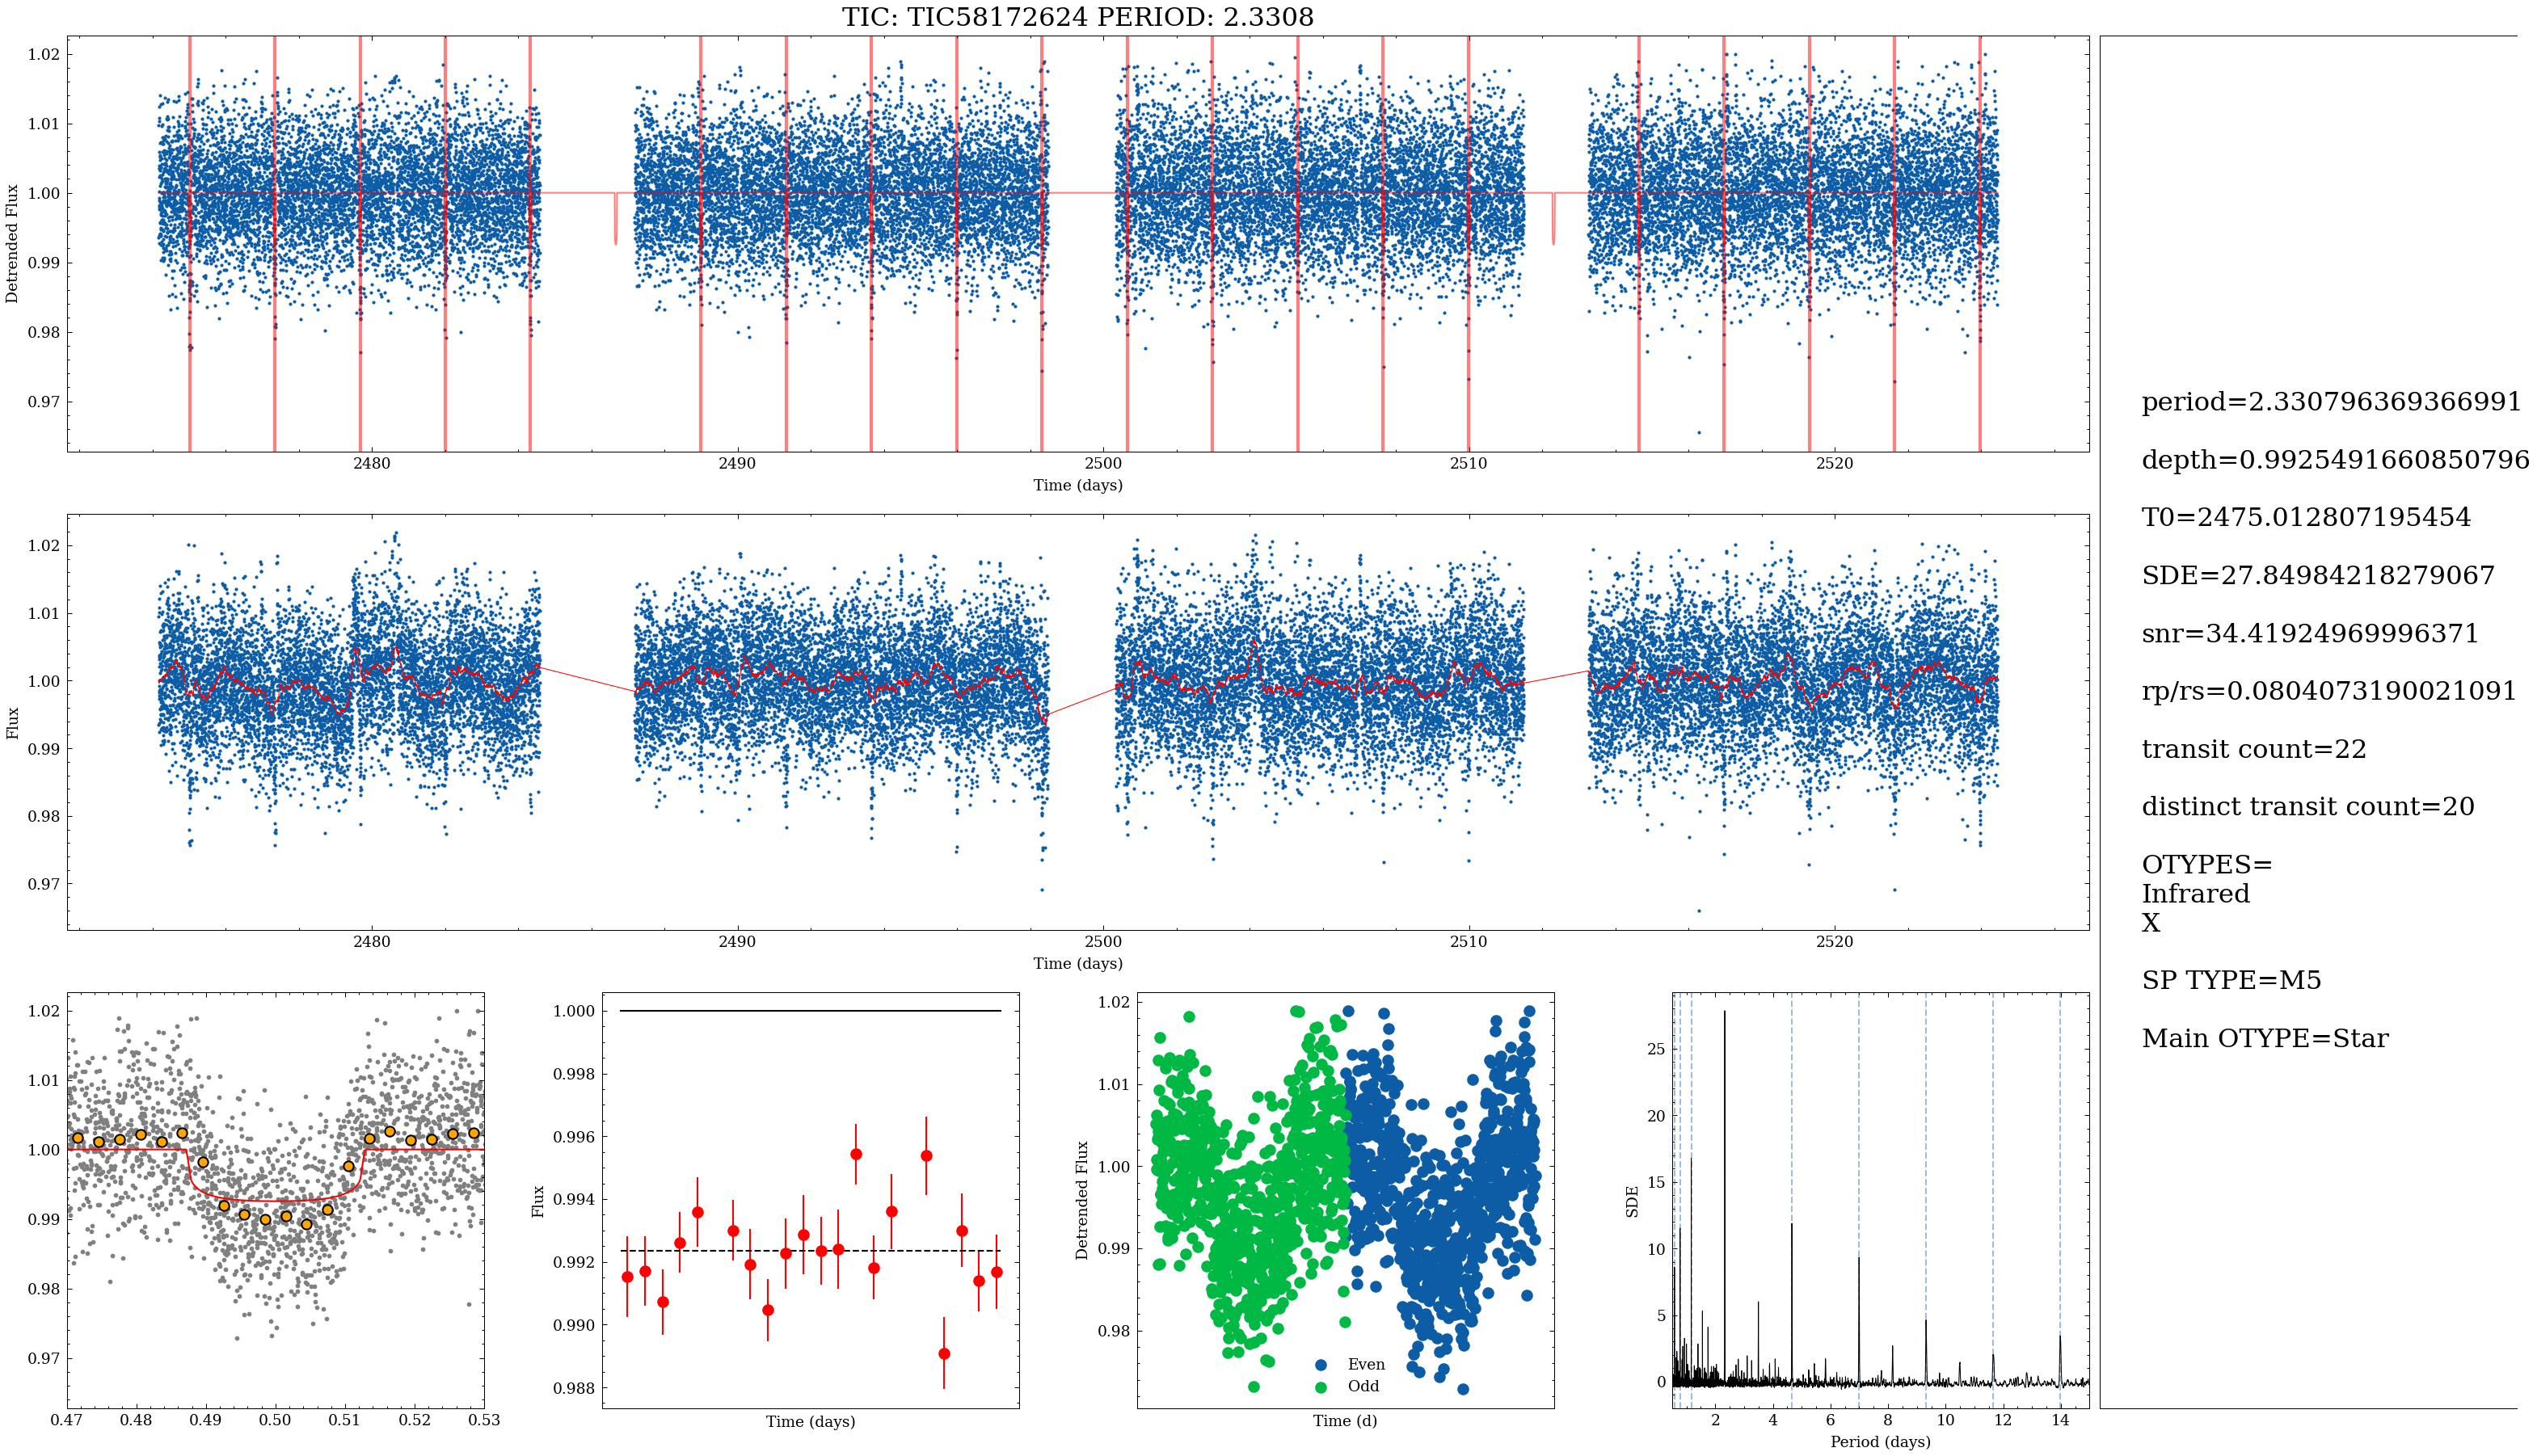 TIC: TIC58172624 PERIOD: 2.3308
1.02
1.01
1.00
0.99
0.98
0.97
Detrended Flux
2480 2490 2500 2510 2520
Time (days)
1.02
1.01
1.00
0.99
0.98
0.97
Flux
2480 2490 2500 2510 2520
Time (days)
1.02
1.01
1.00
0.99
0.98
0.97
0.47 0.48 0.49 0.50 0.51 0.52 0.53
1.000
0.998
0.996
0.994
0.992
0.990
0.988
Flux
Time (days)
1.02
1.01
1.00
0.99
0.98
Detrended Flux
Even
Odd
Time (d)
25
20
15
10
5
0
SDE
2 4 6 8 10 12 14
Period (days)
period=2.330796369366991
depth=0.9925491660850796
T0=2475.012807195454
SDE=27.84984218279067
snr=34.41924969996371
rp/rs=0.0804073190021091
transit count=22
distinct transit count=20
OTYPES=
Infrared
X
SP TYPE=M5
Main OTYPE=Star